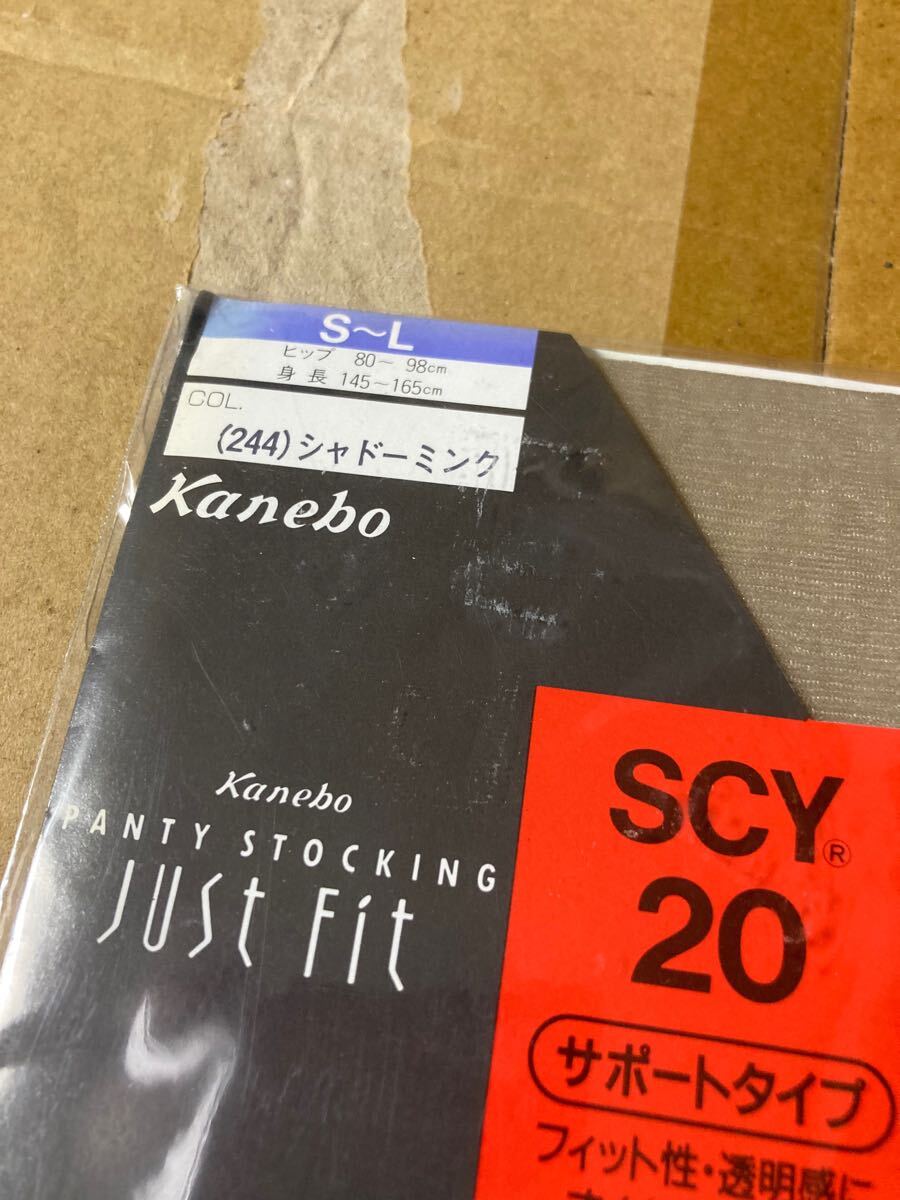 S~L
ヒップ 80~98cm
身長 145~165cm
COL.
(244)シャドーミンク
Kanebo
Kanebo
PANTY STOCKING
Just Fit
SCY®
20
サポートタイプ
フィット性・透明感に